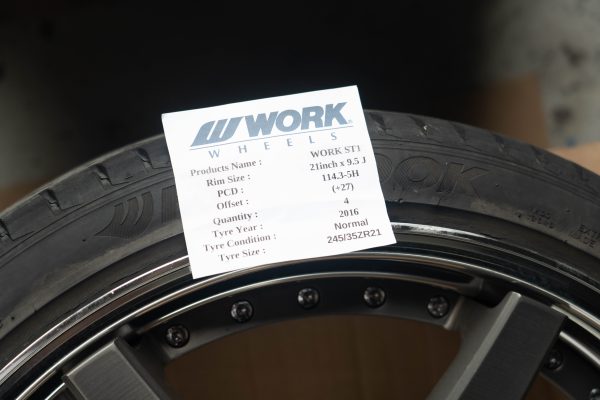 WORK®
WHEELS
Products Name : WORK ST1
Rim Size : 21inch x 9.5 J
PCD : 114.3-5H
Offset : (+27)
Quantity : 4
Tyre Year : 2016
Tyre Condition : Normal
Tyre Size : 245/35ZR21